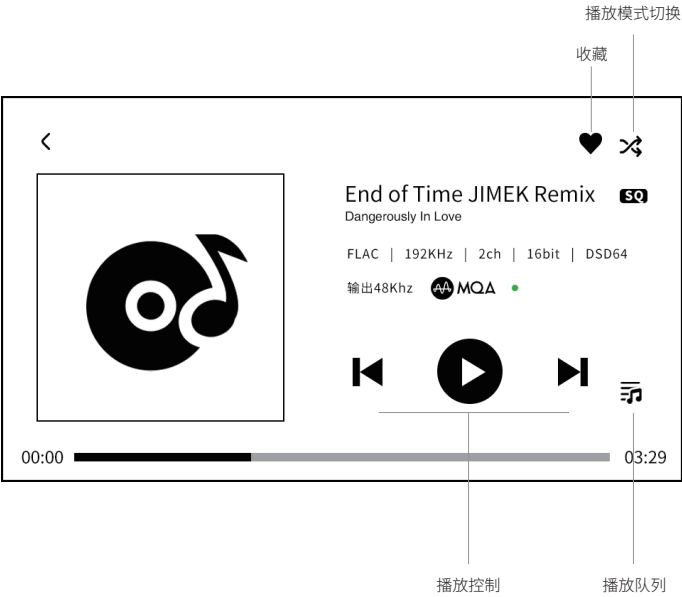 播放模式切换
收藏
End of Time JIMEK Remix SQ
Dangerously In Love
FLAC | 192KHz | 2ch | 16bit | DSD64
输出48Khz MQA
00:00 03:29
播放控制 播放队列